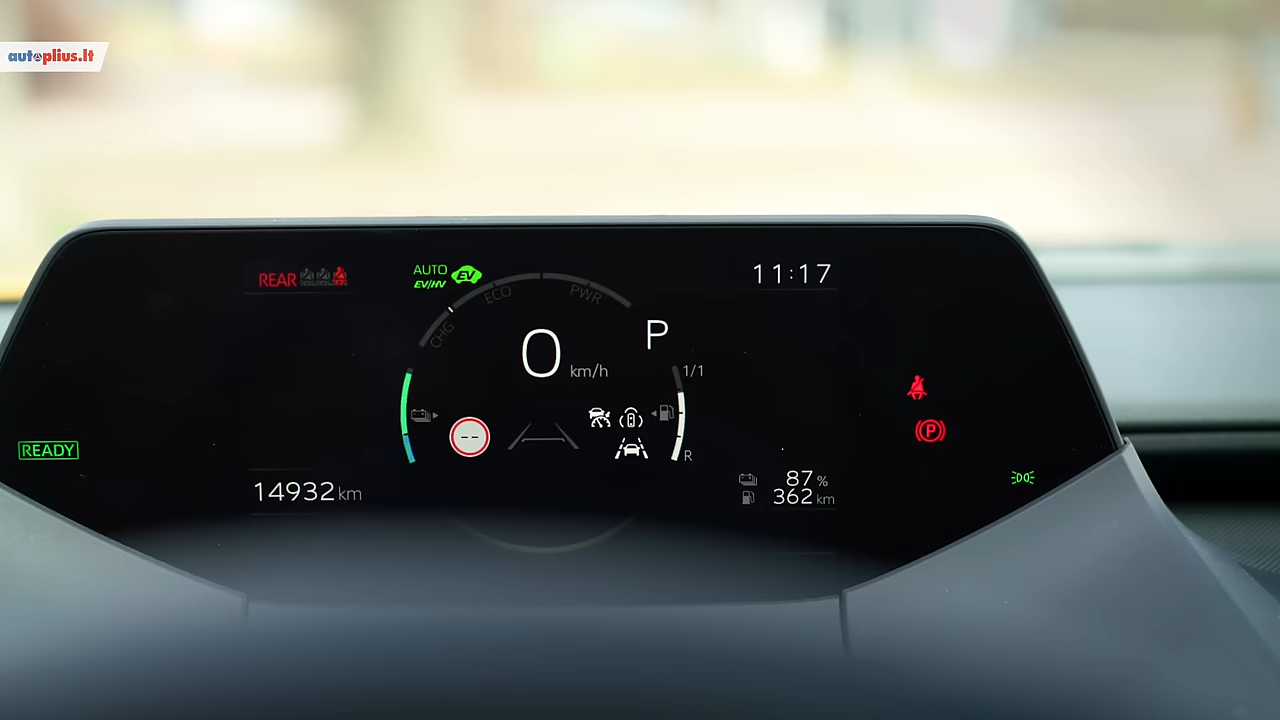 autoplius.lt
REAR
AUTO
EV/HV
EV
11:17
CHG
ECO
PWR
P
0 km/h
1/1
--
R
READY
P
14932 km
87 %
362 km